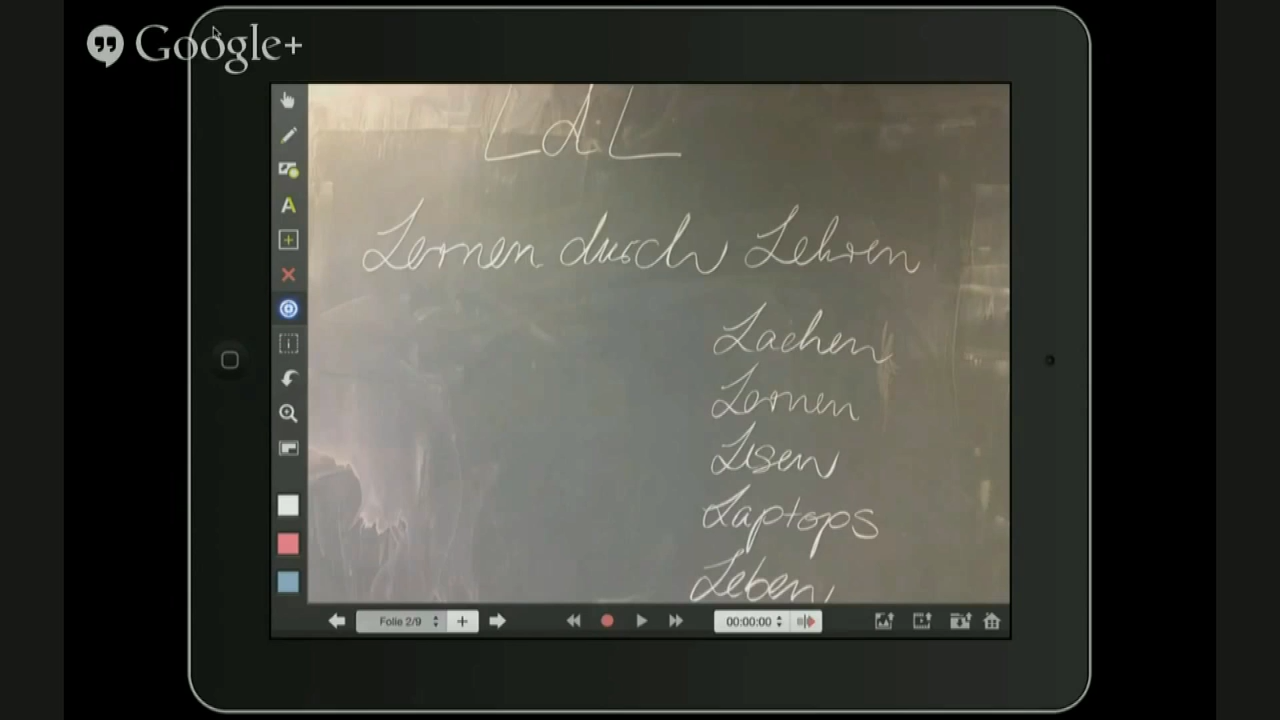 Google+
LdL
Lernen durch Lehren
Lachen
Lernen
Lesen
Laptops
Leben,
A
Folie 2/9
00:00:00